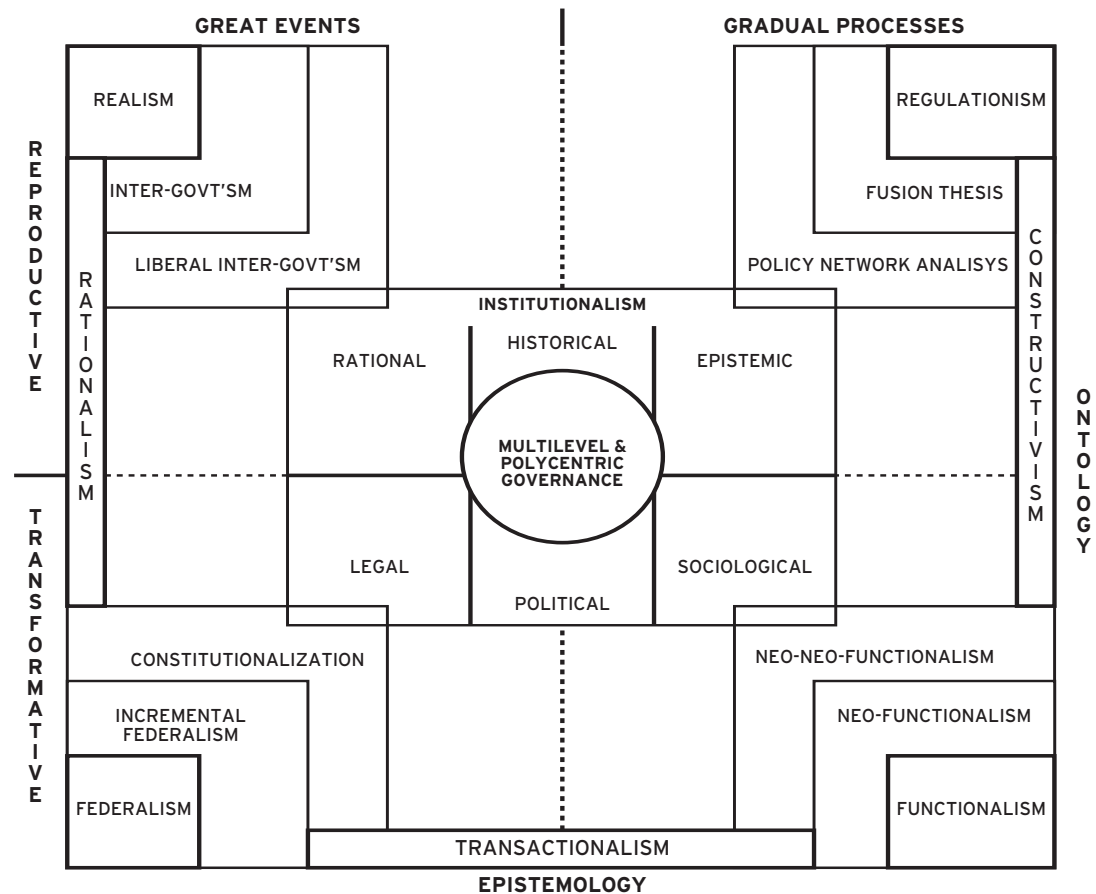 GREAT EVENTS
GRADUAL PROCESSES
REALISM
REGULATIONISM
REPRODUCTIVE
INTER-GOVT'SM
FUSION THESIS
LIBERAL INTER-GOVT'SM
POLICY NETWORK ANALISYS
RATIONALISM
CONSTRUCTIVISM
INSTITUTIONALISM
RATIONAL
HISTORICAL
EPISTEMIC
ONTOLOGY
MULTILEVEL &
POLYCENTRIC
GOVERNANCE
TRANSFORMATIVE
LEGAL
POLITICAL
SOCIOLOGICAL
CONSTITUTIONALIZATION
NEO-NEO-FUNCTIONALISM
INCREMENTAL
FEDERALISM
NEO-FUNCTIONALISM
FEDERALISM
FUNCTIONALISM
TRANSACTIONALISM
EPISTEMOLOGY